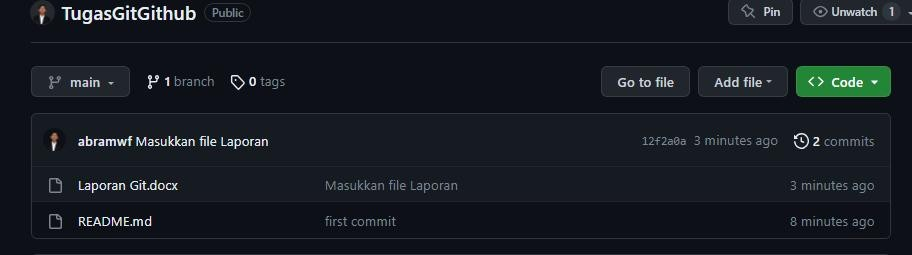 TugasGitGithub Public Pin Unwatch 1
main 1 branch 0 tags Go to file Add file Code
abramwf Masukkan file Laporan 12f2a0a 3 minutes ago 2 commits
Laporan Git.docx Masukkan file Laporan 3 minutes ago
README.md first commit 8 minutes ago